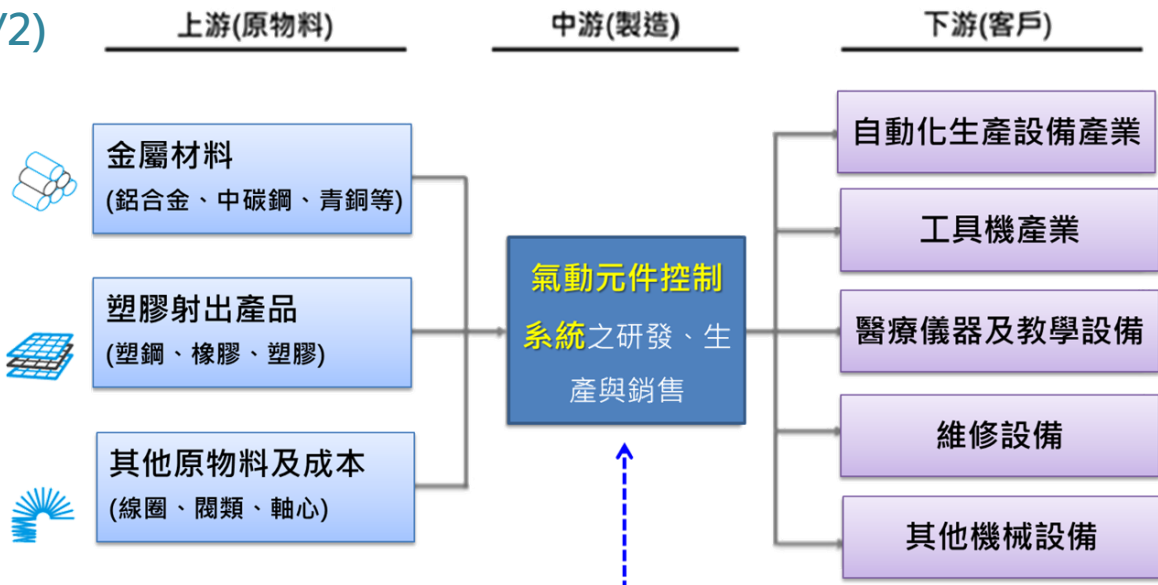 /2)
上游(原物料)
中游(製造)
下游(客戶)
金屬材料
(鋁合金、中碳鋼、青銅等)
塑膠射出產品
(塑鋼、橡膠、塑膠)
其他原物料及成本
(線圈、閥類、軸心)
氣動元件控制
系統之研發、生
產與銷售
自動化生產設備產業
工具機產業
醫療儀器及教學設備
維修設備
其他機械設備